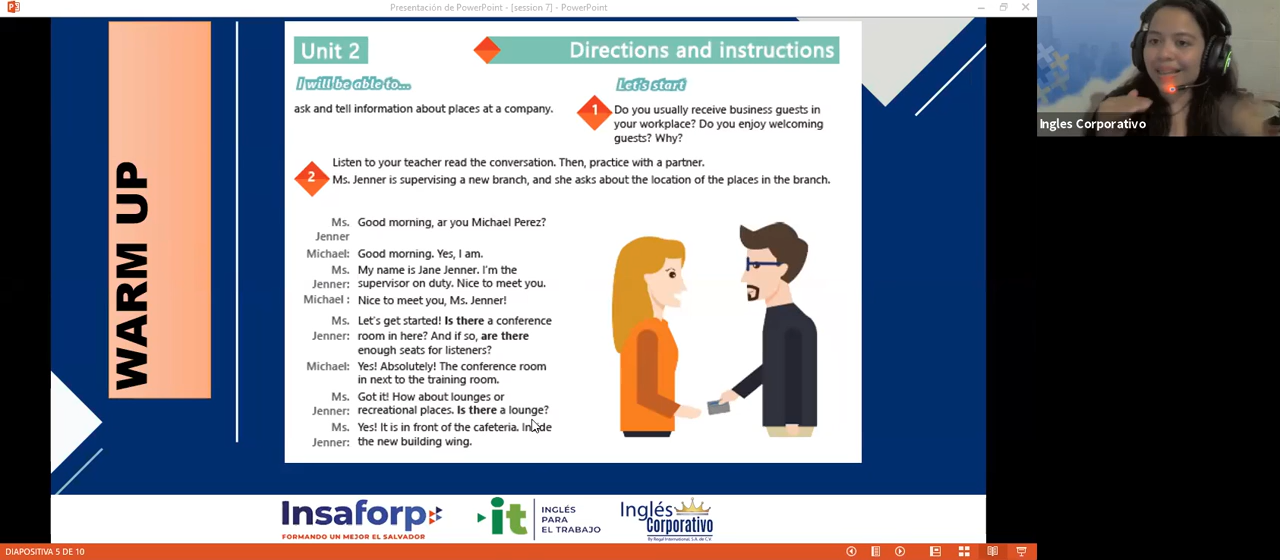 Presentación de PowerPoint - [session 7] - PowerPoint
Ingles Corporativo
WARM UP
Unit 2
Directions and instructions
I will be able to...
ask and tell information about places at a company.
Let's start
1
Do you usually receive business guests in
your workplace? Do you enjoy welcoming
guests? Why?
2
Listen to your teacher read the conversation. Then, practice with a partner.
Ms. Jenner is supervising a new branch, and she asks about the location of the places in the branch.
Ms. Good morning, ar you Michael Perez?
Jenner
Michael: Good morning. Yes, I am.
Ms. My name is Jane Jenner. I'm the
Jenner: supervisor on duty. Nice to meet you.
Michael : Nice to meet you, Ms. Jenner!
Ms. Let's get started! Is there a conference
Jenner: room in here? And if so, are there
enough seats for listeners?
Michael: Yes! Absolutely! The conference room
in next to the training room.
Ms. Got it! How about lounges or
Jenner: recreational places. Is there a lounge?
Ms. Yes! It is in front of the cafeteria. Inside
Jenner: the new building wing.
Insaforp
FORMANDO UN MEJOR EL SALVADOR
it
INGLÉS
PARA
EL TRABAJO
Inglés
Corporativo
By Regal International, S.A. de C.V.
DIAPOSITIVA 5 DE 10